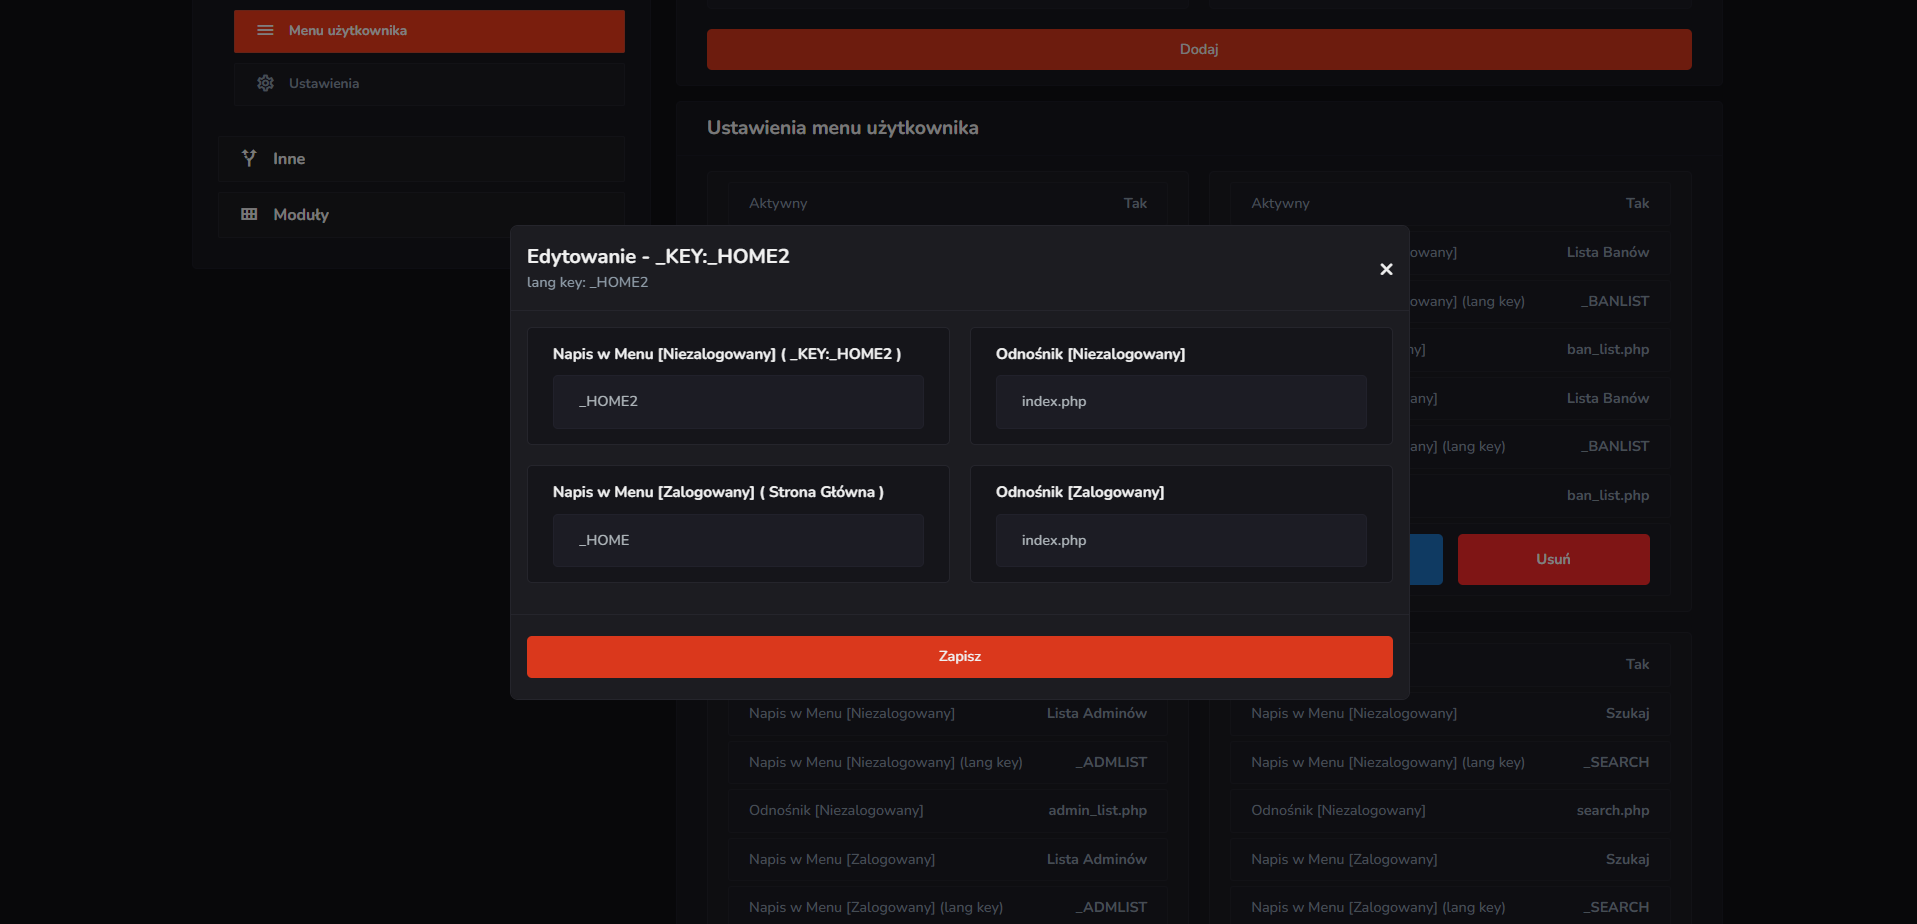 Menu użytkownika
Ustawienia
Inne
Moduły
Dodaj
Ustawienia menu użytkownika
Aktywny Tak
Aktywny Tak
owany] Lista Banów
owany] (lang key) _BANLIST
ny] ban_list.php
any] Lista Banów
any] (lang key) _BANLIST
ban_list.php
Usuń
Edytowanie - _KEY:_HOME2
lang key: _HOME2
Napis w Menu [Niezalogowany] ( _KEY:_HOME2 )
_HOME2
Odnośnik [Niezalogowany]
index.php
Napis w Menu [Zalogowany] ( Strona Główna )
_HOME
Odnośnik [Zalogowany]
index.php
Zapisz
Tak
Napis w Menu [Niezalogowany] Lista Adminów
Napis w Menu [Niezalogowany] (lang key) _ADMLIST
Odnośnik [Niezalogowany] admin_list.php
Napis w Menu [Zalogowany] Lista Adminów
Napis w Menu [Zalogowany] (lang key) _ADMLIST
Napis w Menu [Niezalogowany] Szukaj
Napis w Menu [Niezalogowany] (lang key) _SEARCH
Odnośnik [Niezalogowany] search.php
Napis w Menu [Zalogowany] Szukaj
Napis w Menu [Zalogowany] (lang key) _SEARCH